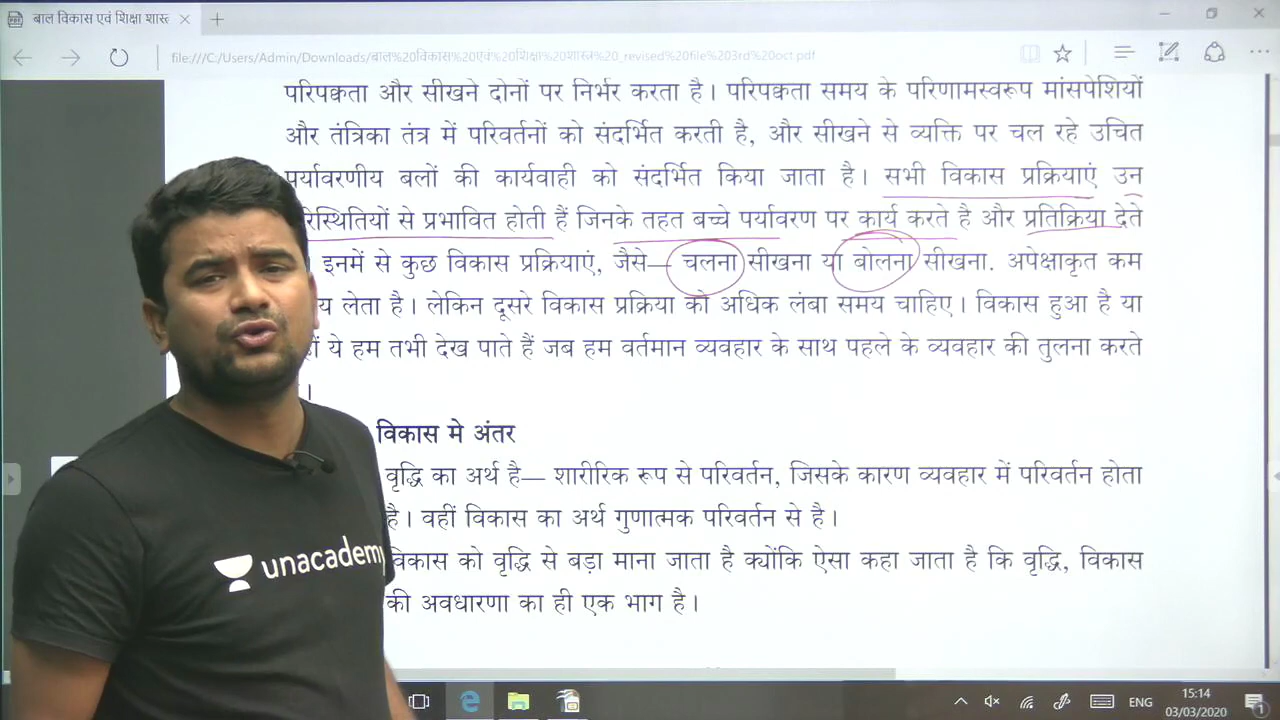 बाल विकास एवं शिक्षा शास्त्
file:///C:/Users/Admin/Downloads/बाल%20विकास%20एवं%20शिक्षा%20शास्त्र%20_revised%20file%203rd%20oct.pdf
परिपक्वता और सीखने दोनों पर निर्भर करता है। परिपक्वता समय के परिणामस्वरूप मांसपेशियों
और तंत्रिका तंत्र में परिवर्तनों को संदर्भित करती है, और सीखने से व्यक्ति पर चल रहे उचित
पर्यावरणीय बलों की कार्यवाही को संदर्भित किया जाता है। सभी विकास प्रक्रियाएं उन
रिस्थितियों से प्रभावित होती हैं जिनके तहत बच्चे पर्यावरण पर कार्य करते है और प्रतिक्रिया देते
इनमें से कुछ विकास प्रक्रियाएं, जैसे— चलना सीखना या बोलना सीखना. अपेक्षाकृत कम
य लेता है। लेकिन दूसरे विकास प्रक्रिया को अधिक लंबा समय चाहिए। विकास हुआ है या
ये हम तभी देख पाते हैं जब हम वर्तमान व्यवहार के साथ पहले के व्यवहार की तुलना करते
।
विकास मे अंतर
वृद्धि का अर्थ है— शारीरिक रूप से परिवर्तन, जिसके कारण व्यवहार में परिवर्तन होता
है। वहीं विकास का अर्थ गुणात्मक परिवर्तन से है।
विकास को वृद्धि से बड़ा माना जाता है क्योंकि ऐसा कहा जाता है कि वृद्धि, विकास
की अवधारणा का ही एक भाग है।
unacademy
ENG
15:14
03/03/2020
1